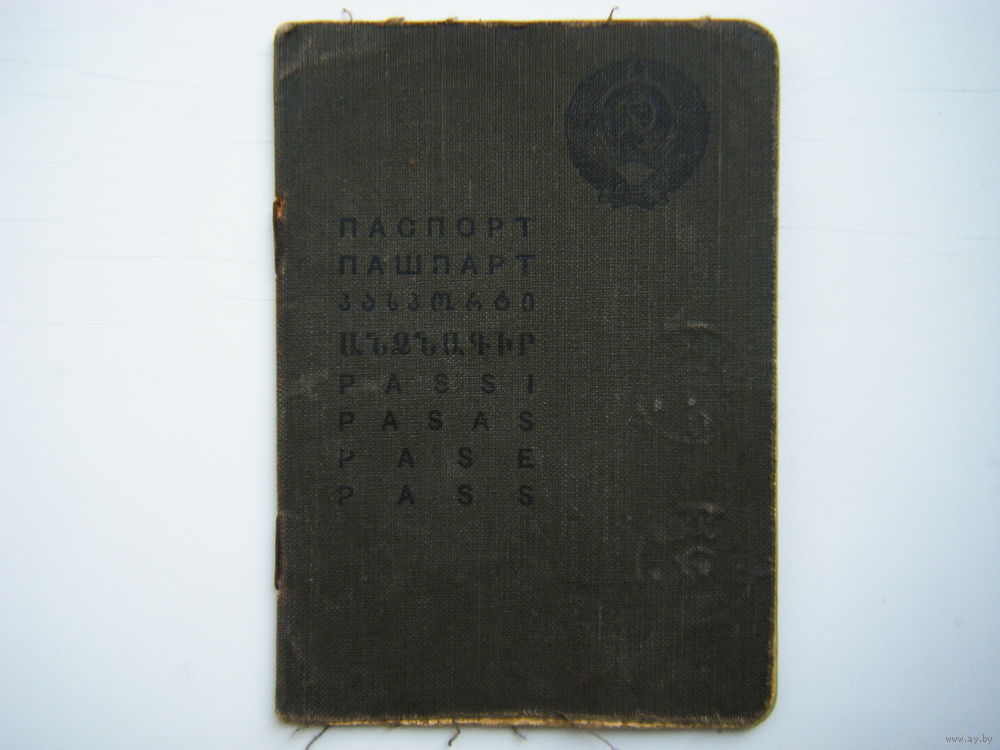 ПАСПОРТ
ПАШПАРТ
ᲞᲐᲡᲞᲝᲠᲢᲘ
ԱՆՁՆԱԳԻՐ
PASSI
PASAS
PASE
PASS
www.ay.by